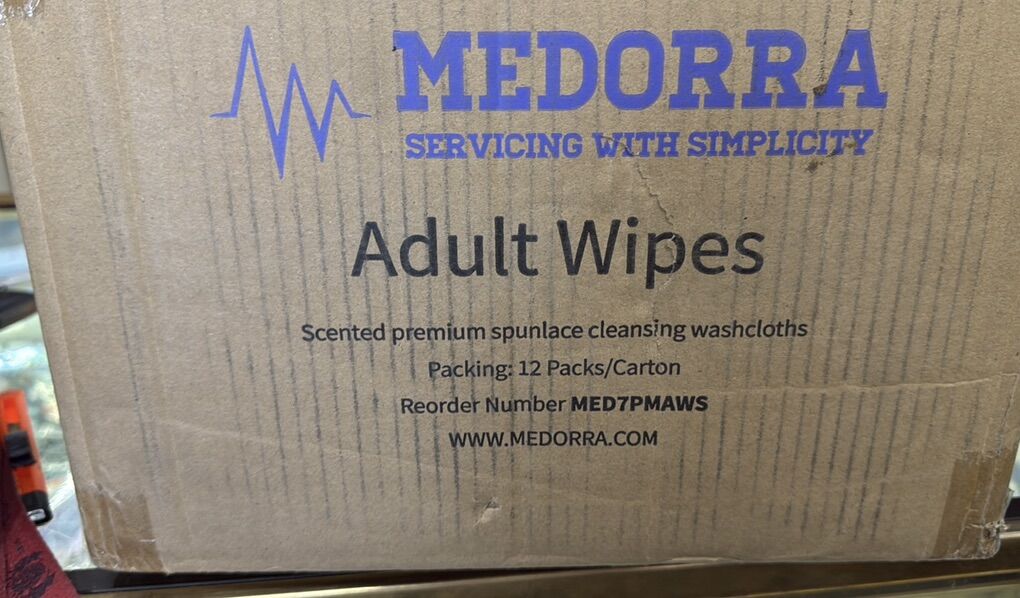 MEDORRA
SERVICING WITH SIMPLICITY
Adult Wipes
Scented premium spunlace cleansing washcloths
Packing: 12 Packs/Carton
Reorder Number MED7PMAWS
WWW.MEDORRA.COM